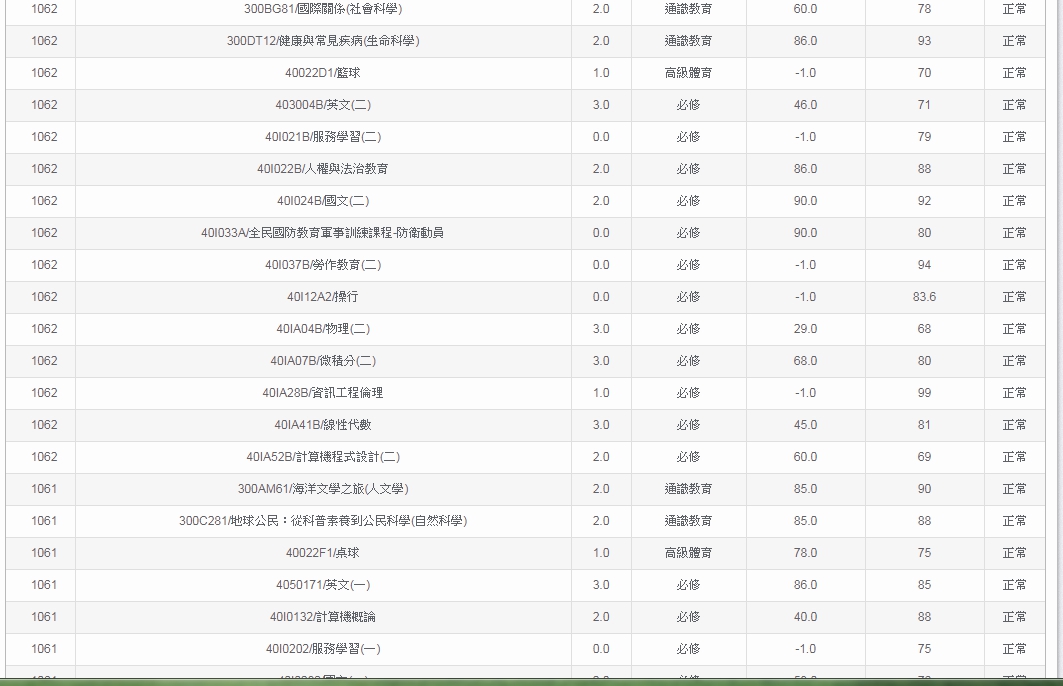 1062 300BG81/國際關係(社會科學) 2.0 通識教育 60.0 78 正常
1062 300DT12/健康與常見疾病(生命科學) 2.0 通識教育 86.0 93 正常
1062 40022D1/籃球 1.0 高級體育 -1.0 70 正常
1062 403004B/英文(二) 3.0 必修 46.0 71 正常
1062 40I021B/服務學習(二) 0.0 必修 -1.0 79 正常
1062 40I022B/人權與法治教育 2.0 必修 86.0 88 正常
1062 40I024B/國文(二) 2.0 必修 90.0 92 正常
1062 40I033A/全民國防教育軍事訓練課程-防衛動員 0.0 必修 90.0 80 正常
1062 40I037B/勞作教育(二) 0.0 必修 -1.0 94 正常
1062 40I12A2/操行 0.0 必修 -1.0 83.6 正常
1062 40IA04B/物理(二) 3.0 必修 29.0 68 正常
1062 40IA07B/微積分(二) 3.0 必修 68.0 80 正常
1062 40IA28B/資訊工程倫理 1.0 必修 -1.0 99 正常
1062 40IA41B/線性代數 3.0 必修 45.0 81 正常
1062 40IA52B/計算機程式設計(二) 2.0 必修 60.0 69 正常
1061 300AM61/海洋文學之旅(人文學) 2.0 通識教育 85.0 90 正常
1061 300C281/地球公民：從科普素養到公民科學(自然科學) 2.0 通識教育 85.0 88 正常
1061 40022F1/桌球 1.0 高級體育 78.0 75 正常
1061 4050171/英文(一) 3.0 必修 86.0 85 正常
1061 40I0132/計算機概論 2.0 必修 40.0 88 正常
1061 40I0202/服務學習(一) 0.0 必修 -1.0 75 正常